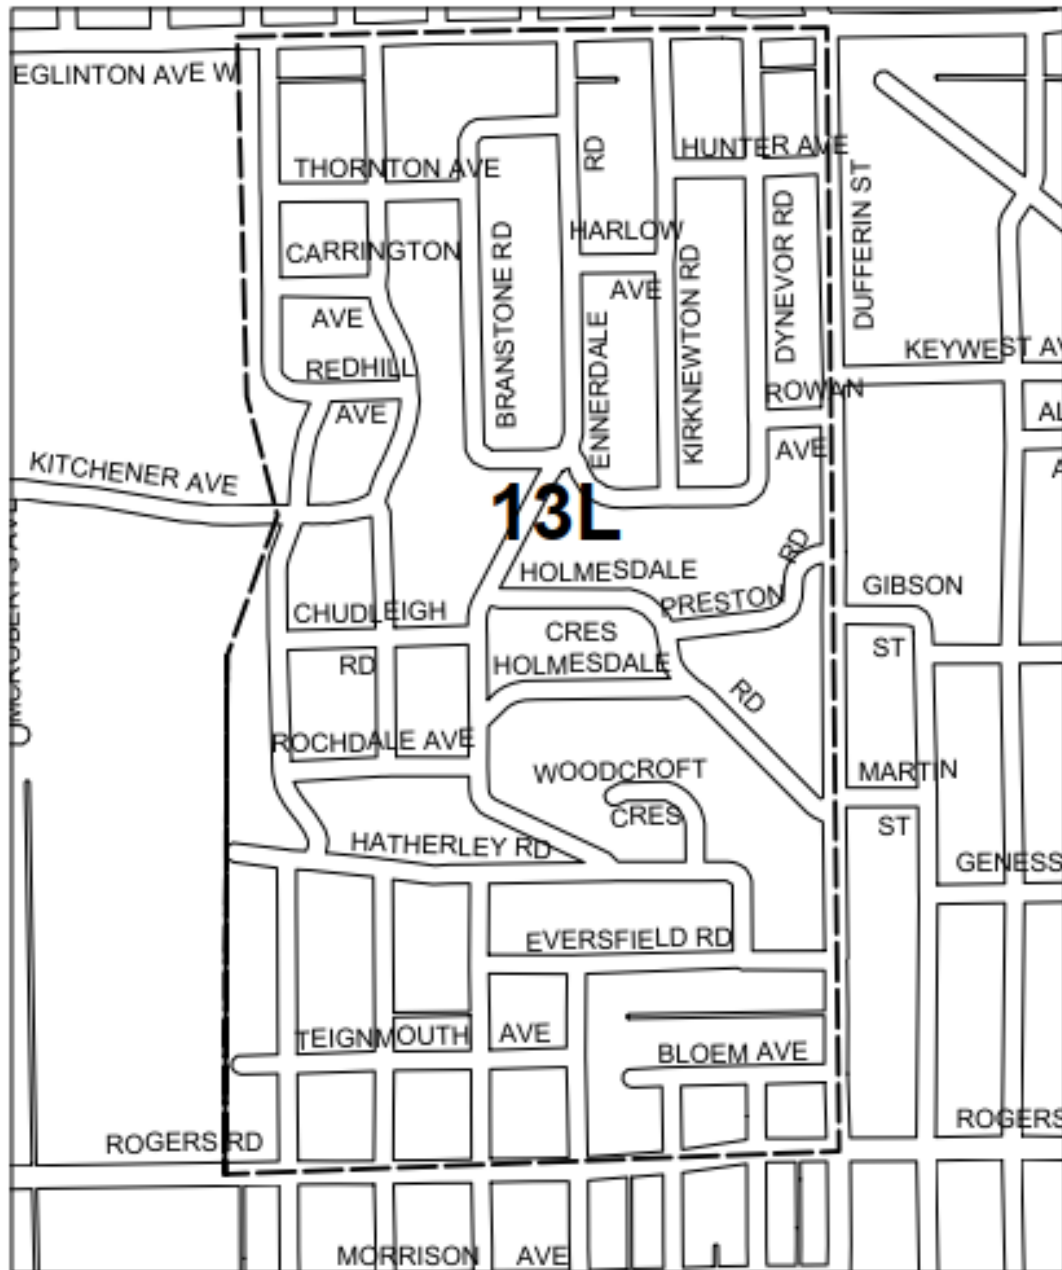 EGLINTON AVE W
HUNTER AVE
RD
THORNTON AVE
DUFFERIN ST
HARLOW
AVE
CARRINGTON
AVE
BRANSTONE RD
KIRKNEWTON RD
DYNEVOR RD
ENNERDALE
KEYWEST AV
REDHILL
AVE
ROWAN
AVE
AL
A
KITCHENER AVE
13L
HOLMESDALE
CRES
PRESTON
RD
GIBSON
ST
CHUDLEIGH
RD
HOLMESDALE
RD
MCROBERTS AVE
ROCHDALE AVE
WOODCROFT
CRES
MARTIN
ST
HATHERLEY RD
GENESS
EVERSFIELD RD
TEIGNMOUTH AVE
BLOEM AVE
ROGERS RD
ROGERS
MORRISON AVE